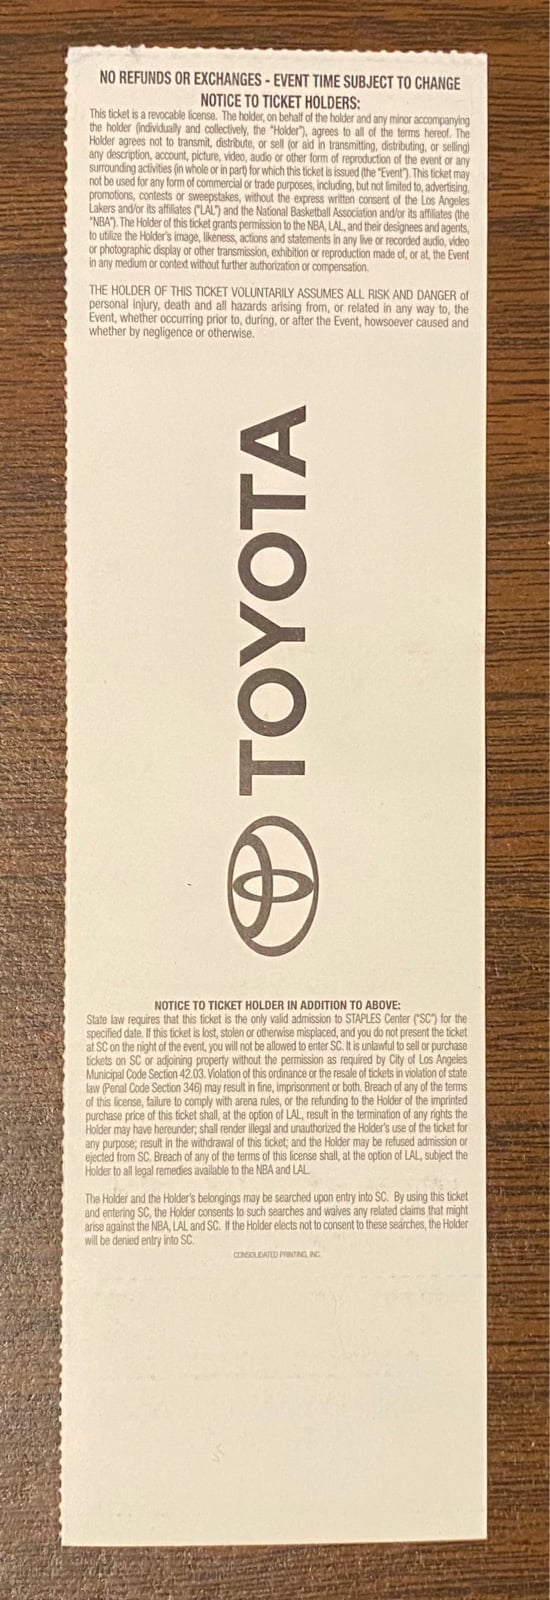 NO REFUNDS OR EXCHANGES - EVENT TIME SUBJECT TO CHANGE
NOTICE TO TICKET HOLDERS:
This ticket is a revocable license. The holder, on behalf of the holder and any minor accompanying
the holder (individually and collectively, the "Holder"), agrees to all of the terms hereof. The
Holder agrees not to transmit, distribute, or sell (or aid in transmitting, distributing, or selling)
any description, account, picture, video, audio or other form of reproduction of the event or any
surrounding activities (in whole or in part) for which this ticket is issued (the "Event"). This ticket may
not be used for any form of commercial or trade purposes, including, but not limited to, advertising,
promotions, contests or sweepstakes, without the express written consent of the Los Angeles
Lakers and/or its affiliates ("LAL") and the National Basketball Association and/or its affiliates (the
"NBA"). The Holder of this ticket grants permission to the NBA, LAL, and their designees and agents,
to utilize the Holder's image, likeness, actions and statements in any live or recorded audio, video
or photographic display or other transmission, exhibition or reproduction made of, or at, the Event
in any medium or context without further authorization or compensation.
THE HOLDER OF THIS TICKET VOLUNTARILY ASSUMES ALL RISK AND DANGER of
personal injury, death and all hazards arising from, or related in any way to, the
Event, whether occurring prior to, during, or after the Event, howsoever caused and
whether by negligence or otherwise.
TOYOTA
NOTICE TO TICKET HOLDER IN ADDITION TO ABOVE:
State law requires that this ticket is the only valid admission to STAPLES Center ("SC") for the
specified date. If this ticket is lost, stolen or otherwise misplaced, and you do not present the ticket
at SC on the night of the event, you will not be allowed to enter SC. It is unlawful to sell or purchase
tickets on SC or adjoining property without the permission as required by City of Los Angeles
Municipal Code Section 42.03. Violation of this ordinance or the resale of tickets in violation of state
law (Penal Code Section 346) may result in fine, imprisonment or both. Breach of any of the terms
of this license, failure to comply with arena rules, or the refunding to the Holder of the imprinted
purchase price of this ticket shall, at the option of LAL, result in the termination of any rights the
Holder may have hereunder; shall render illegal and unauthorized the Holder's use of the ticket for
any purpose; result in the withdrawal of this ticket; and the Holder may be refused admission or
ejected from SC. Breach of any of the terms of this license shall, at the option of LAL, subject the
Holder to all legal remedies available to the NBA and LAL.
The Holder and the Holder's belongings may be searched upon entry into SC. By using this ticket
and entering SC, the Holder consents to such searches and waives any related claims that might
arise against the NBA, LAL and SC. If the Holder elects not to consent to these searches, the Holder
will be denied entry into SC.
CONSOLIDATED PRINTING, INC.